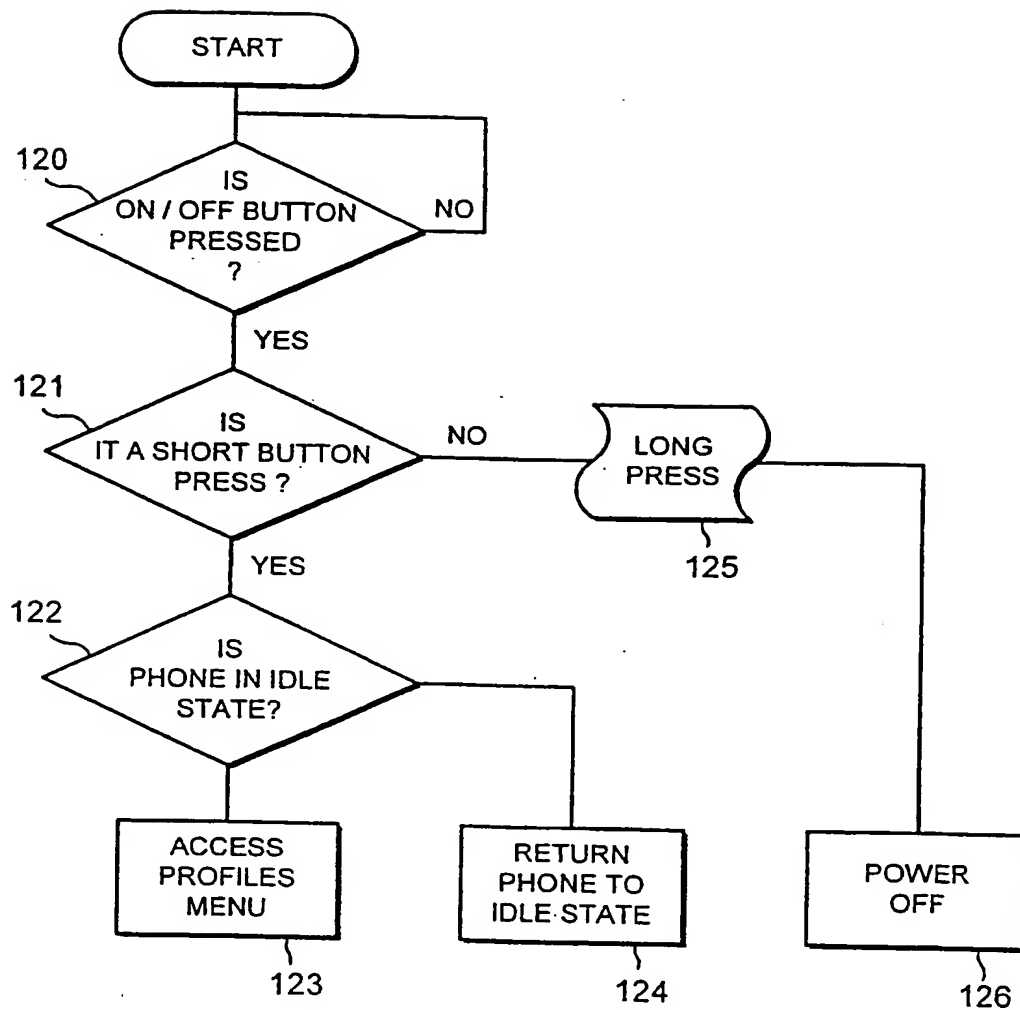 START
120
IS
ON / OFF BUTTON
PRESSED
?
NO
YES
121
IS
IT A SHORT BUTTON
PRESS ?
NO
LONG
PRESS
125
YES
122
IS
PHONE IN IDLE
STATE?
ACCESS
PROFILES
MENU
123
RETURN
PHONE TO
IDLE STATE
124
POWER
OFF
126